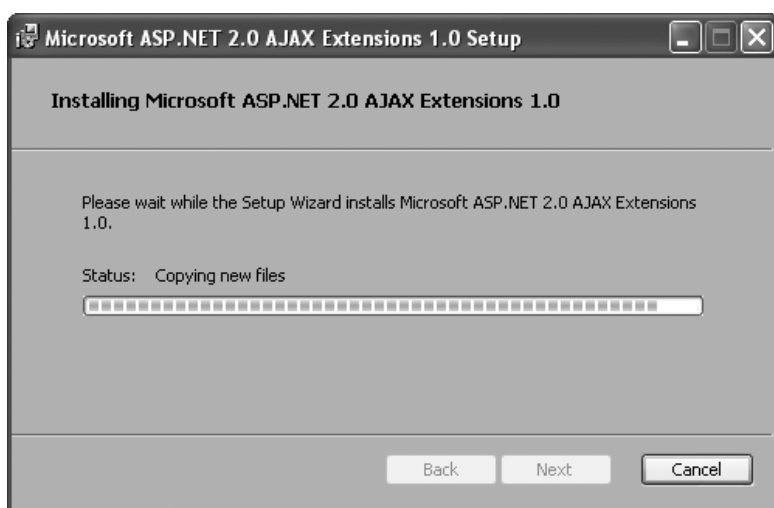 Microsoft ASP.NET 2.0 AJAX Extensions 1.0 Setup
Installing Microsoft ASP.NET 2.0 AJAX Extensions 1.0
Please wait while the Setup Wizard installs Microsoft ASP.NET 2.0 AJAX Extensions
1.0.
Status: Copying new files
Back Next Cancel